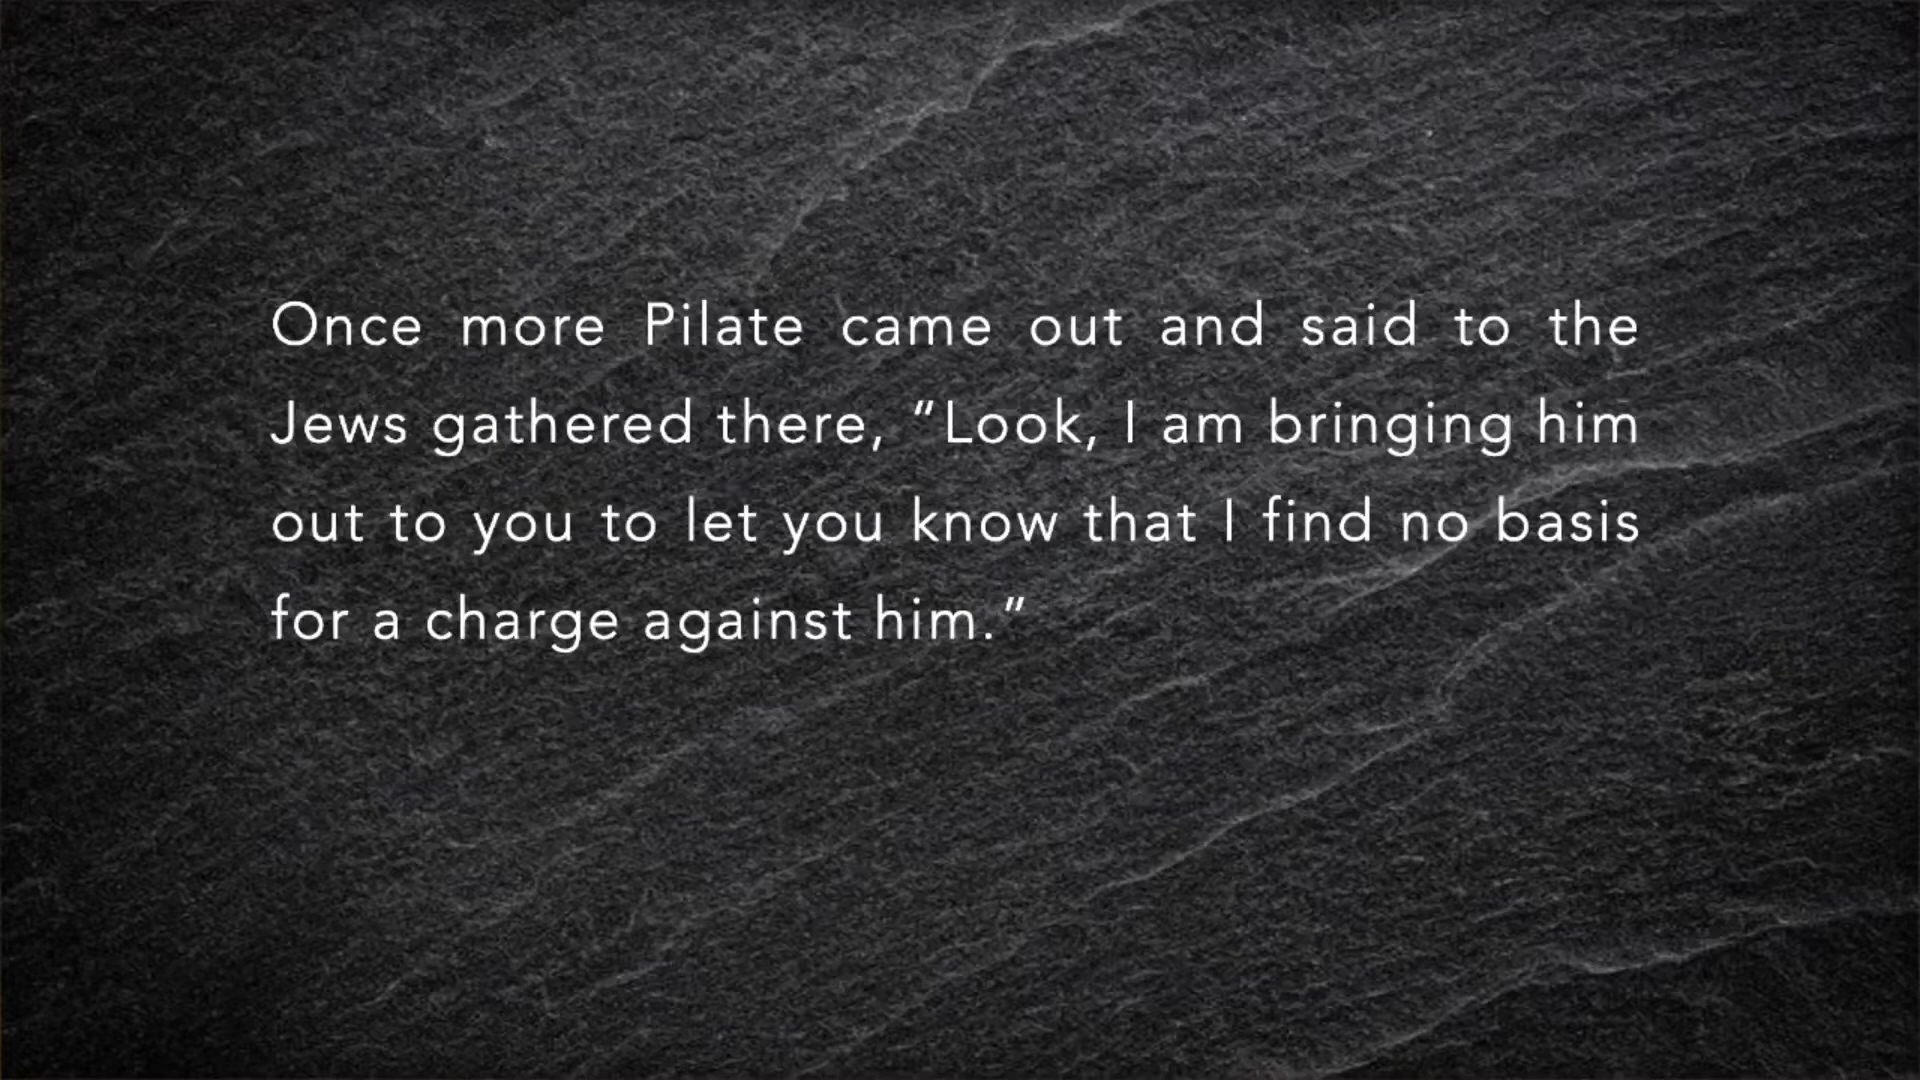 Once more Pilate came out and said to the
Jews gathered there, “Look, I am bringing him
out to you to let you know that I find no basis
for a charge against him.”